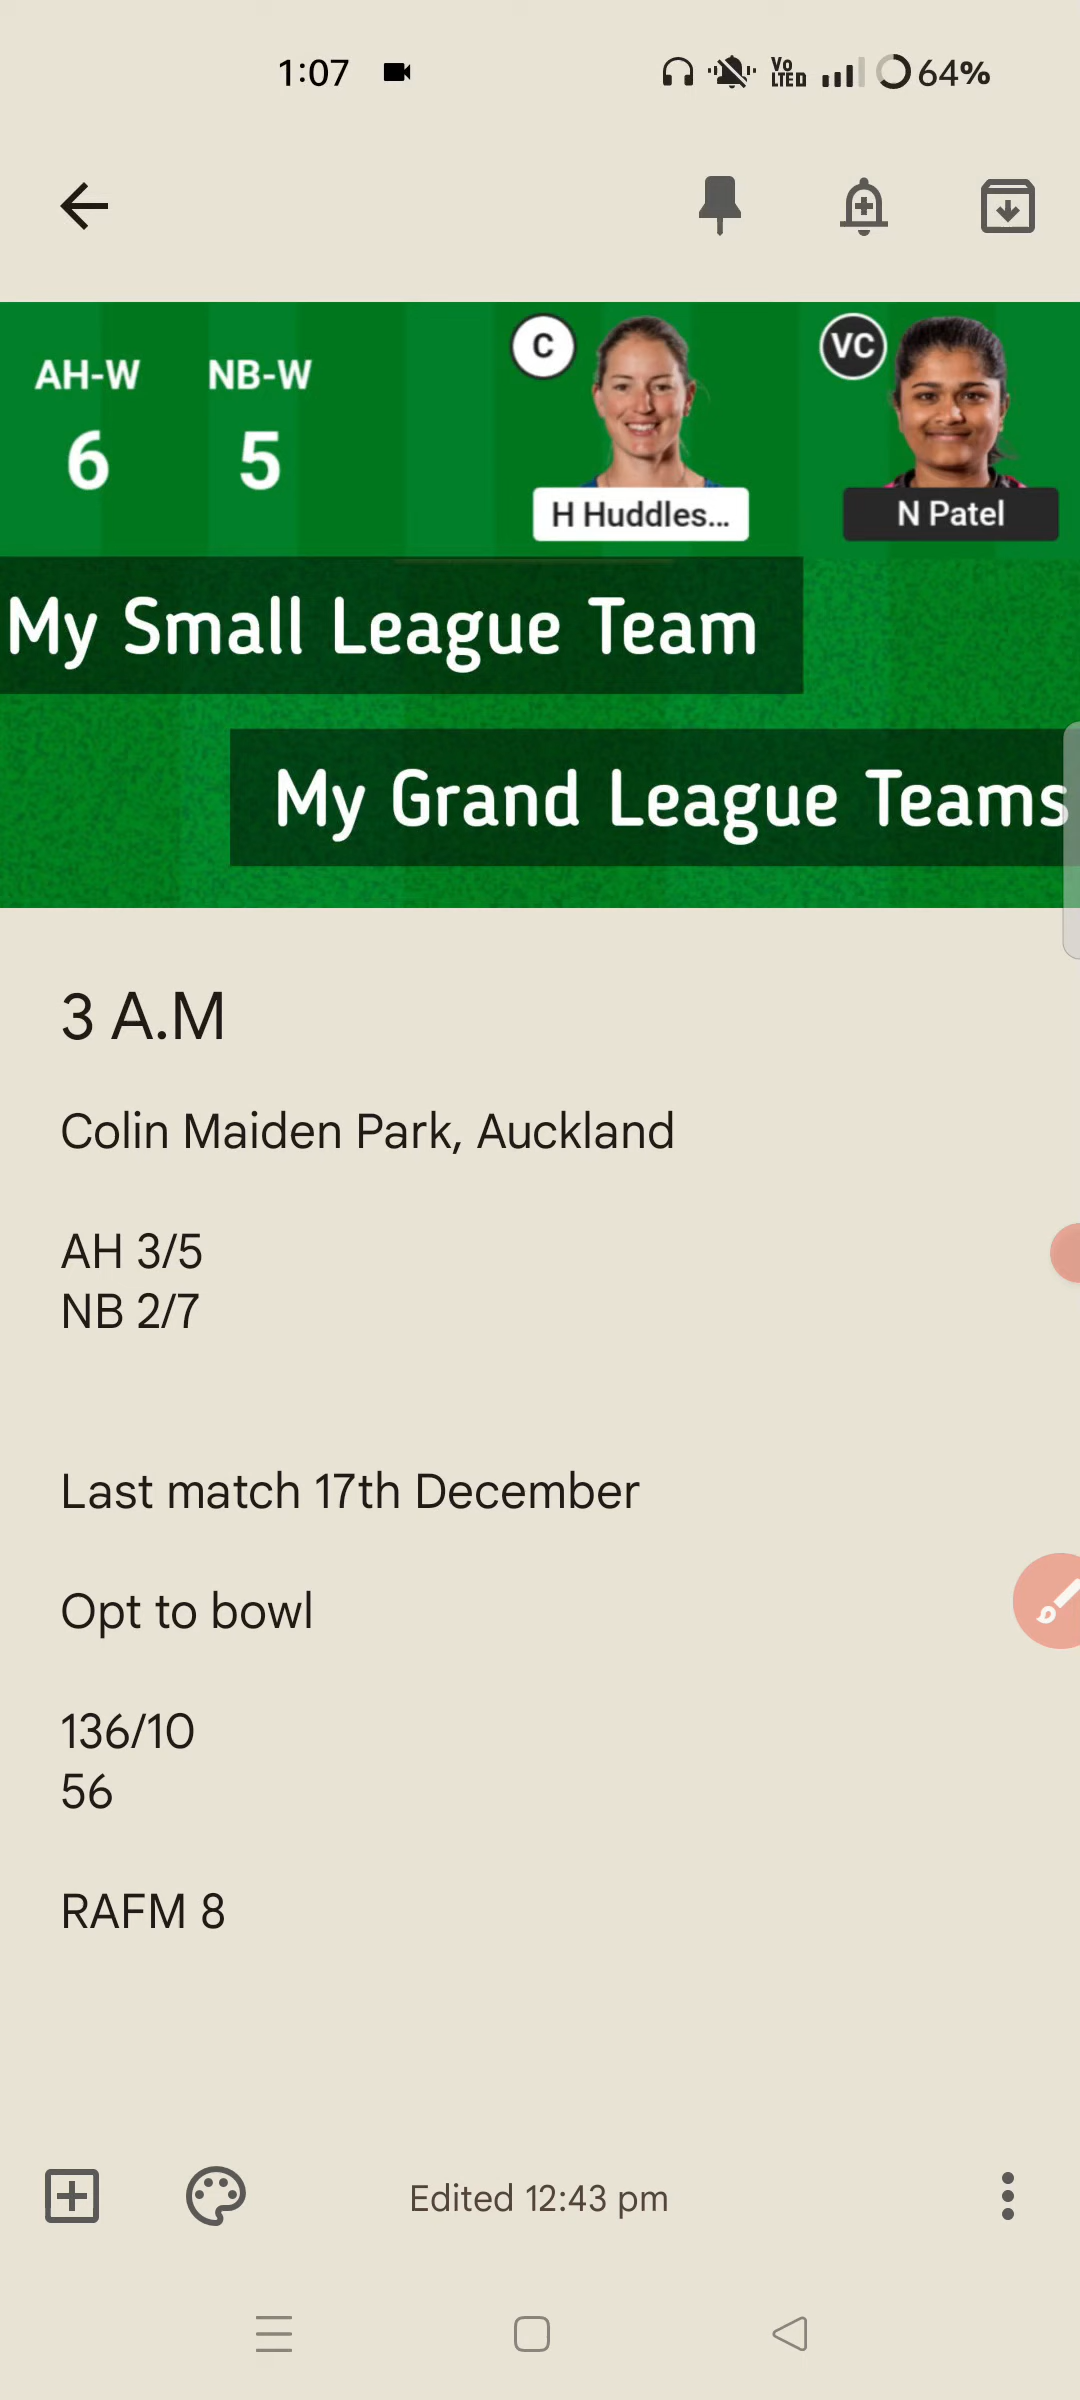 1:07
Vo LTE D 64%
AH-W NB-W
6 5
C VC
H Huddles... N Patel
My Small League Team
My Grand League Teams
3 A.M
Colin Maiden Park, Auckland
AH 3/5
NB 2/7
Last match 17th December
Opt to bowl
136/10
56
RAFM 8
Edited 12:43 pm